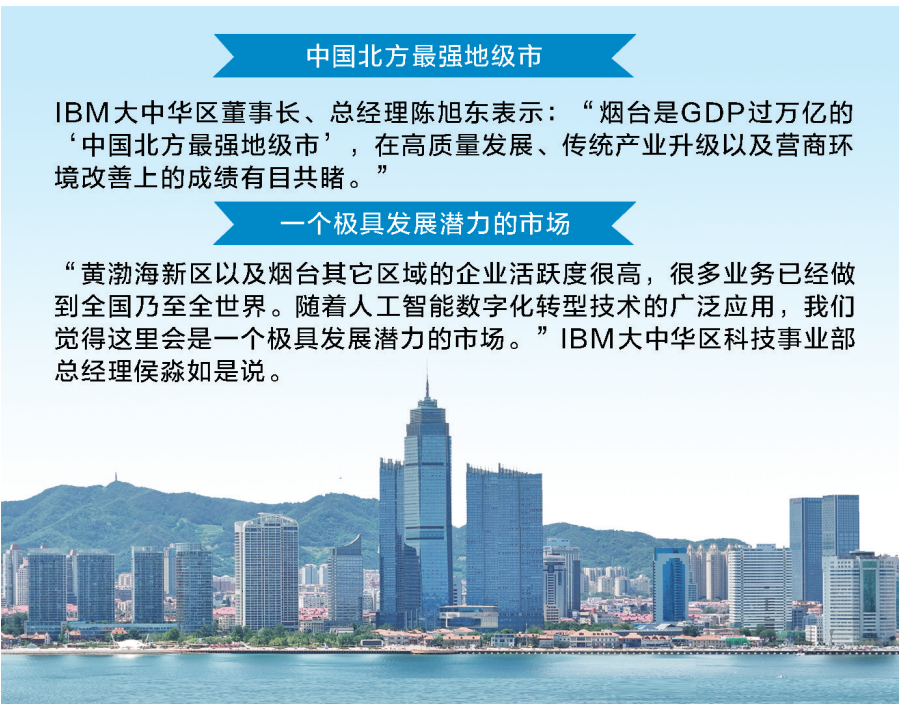 中国北方最强地级市
IBM大中华区董事长、总经理陈旭东表示：“烟台是GDP过万亿的
‘中国北方最强地级市’，在高质量发展、传统产业升级以及营商环
境改善上的成绩有目共睹。”
一个极具发展潜力的市场
“黄渤海新区以及烟台其它区域的企业活跃度很高，很多业务已经做
到全国乃至全世界。随着人工智能数字化转型技术的广泛应用，我们
觉得这里会是一个极具发展潜力的市场。”IBM大中华区科技事业部
总经理侯淼如是说。